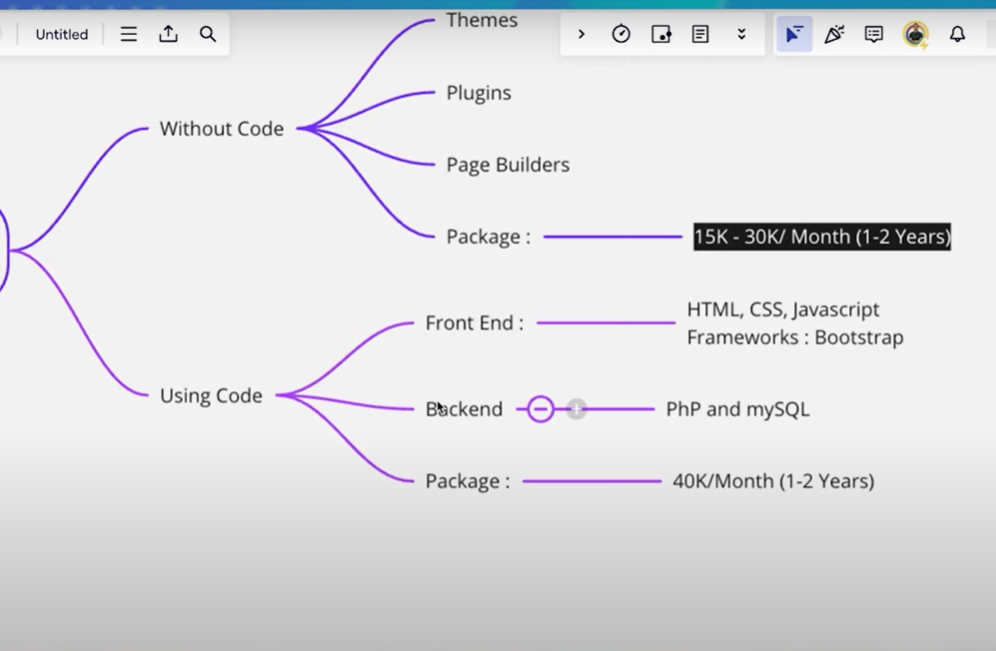 Untitled
Themes
Without Code
Plugins
Page Builders
Package :
15K - 30K/ Month (1-2 Years)
Using Code
Front End :
HTML, CSS, Javascript
Frameworks : Bootstrap
Backend
PhP and mySQL
Package :
40K/Month (1-2 Years)